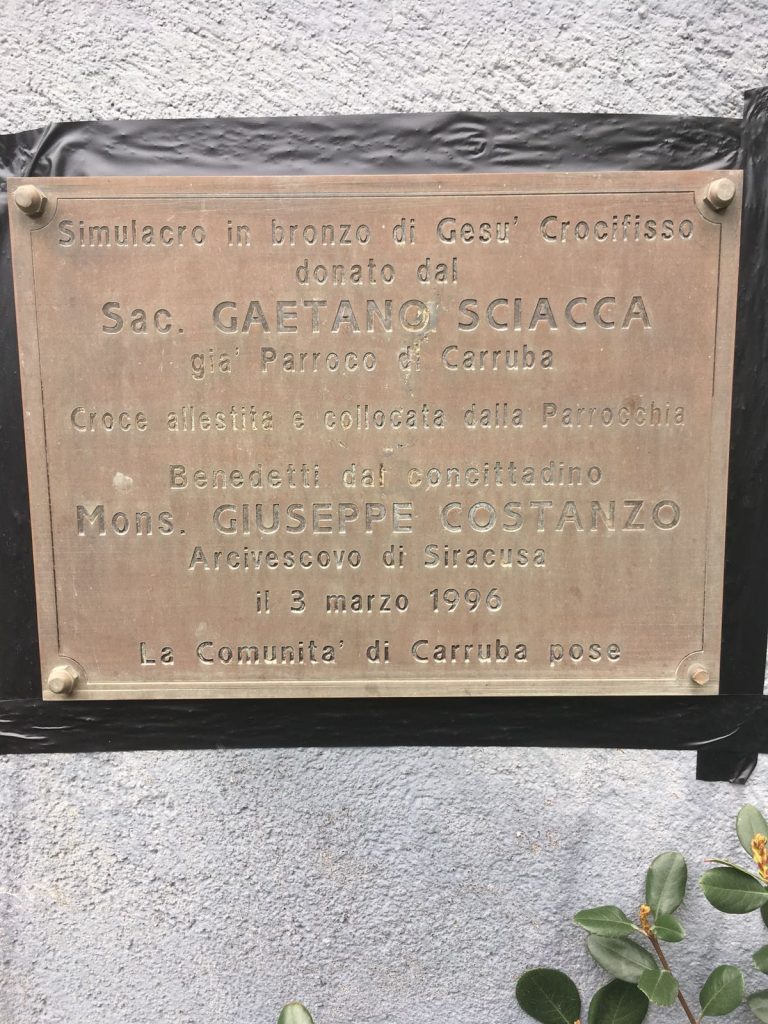 Simulacro in bronzo di Gesu' Crocifisso
donato dal
Sac. GAETANO SCIACCA
gia' Parroco di Carruba
Croce allestita e collocata dalla Parrocchia
Benedetti dal concittadino
Mons. GIUSEPPE COSTANZO
Arcivescovo di Siracusa
il 3 marzo 1996
La Comunita' di Carruba pose